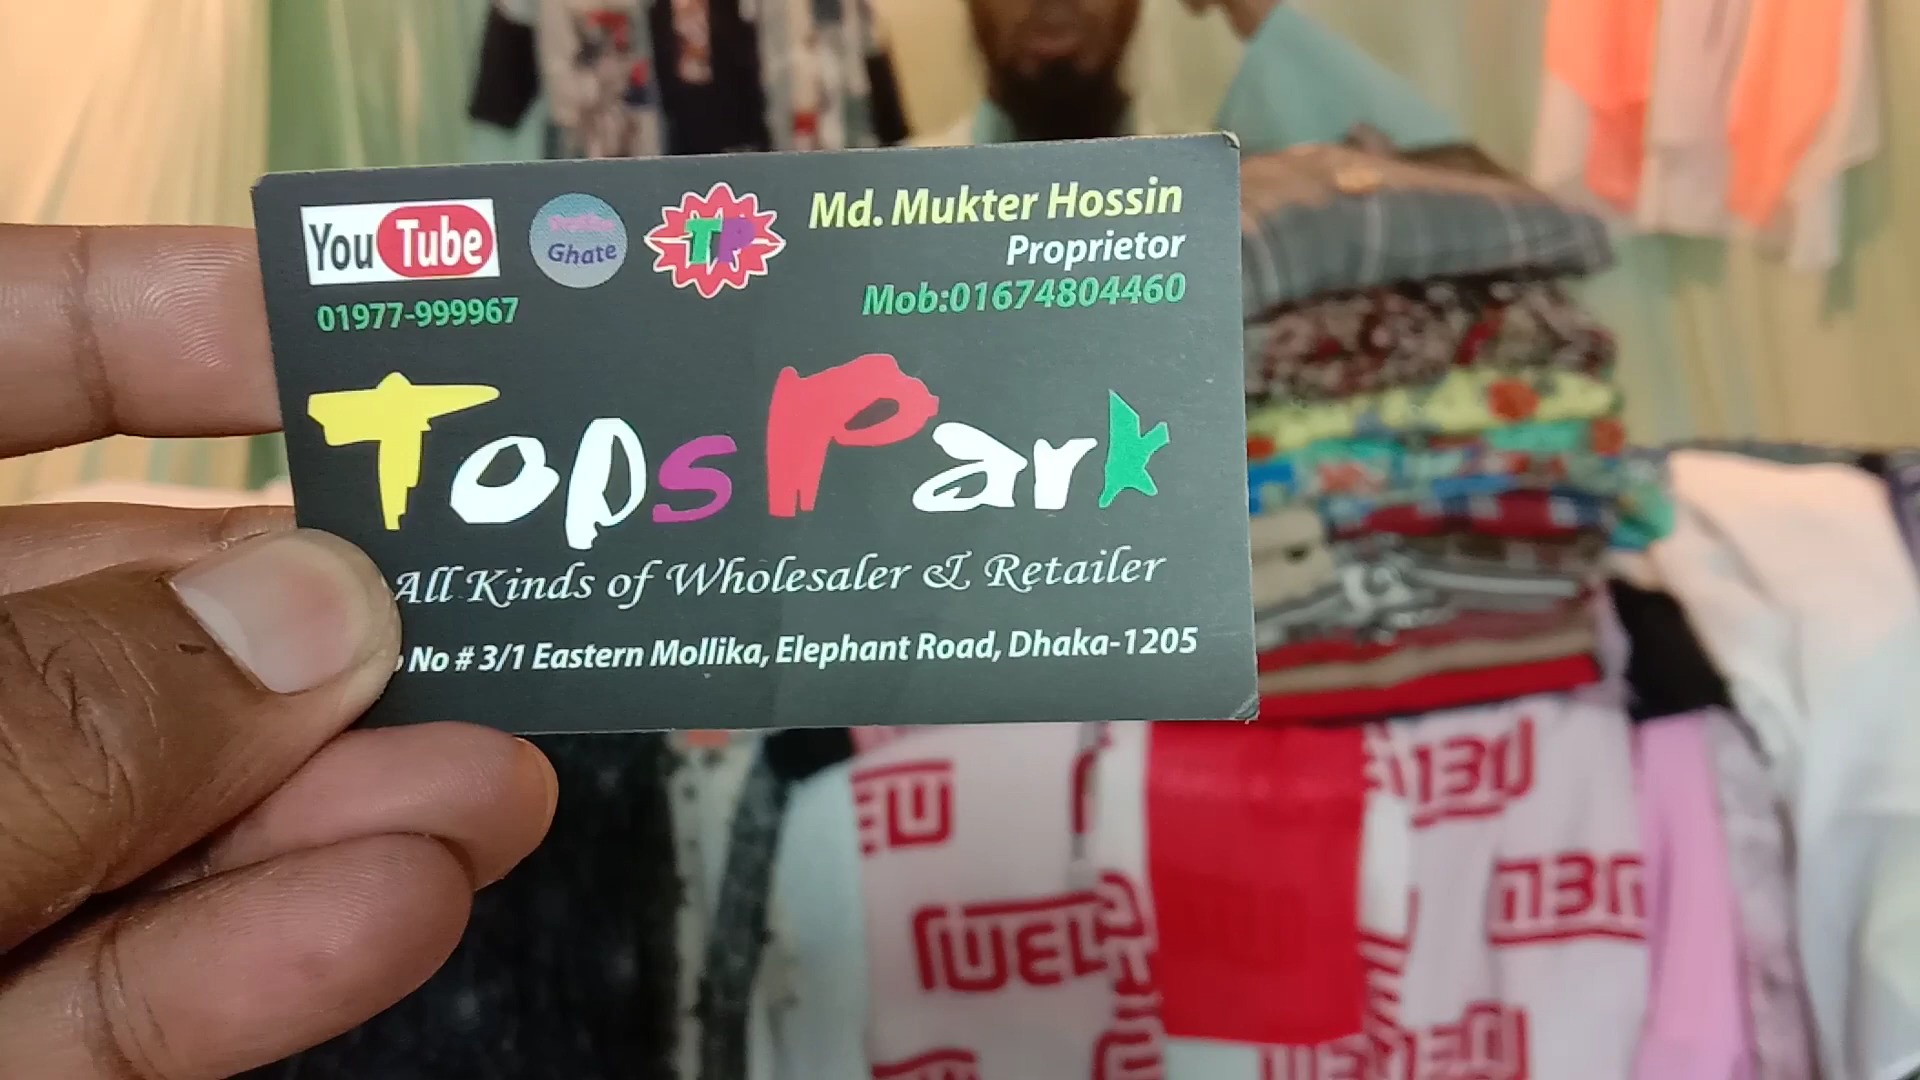 YouTube
Ghate
TP
01977-999967
Md. Mukter Hossin
Proprietor
Mob:01674804460
Tops Park
All Kinds of Wholesaler & Retailer
No # 3/1 Eastern Mollika, Elephant Road, Dhaka-1205